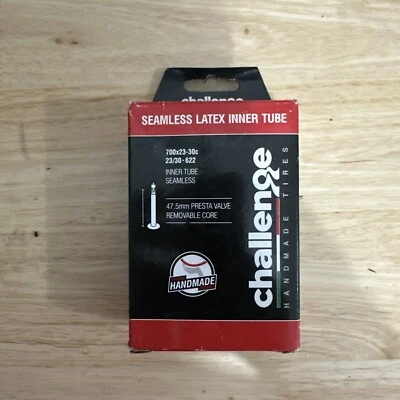 challenge
SEAMLESS LATEX INNER TUBE
700x23-30c
23/30-622
INNER TUBE
SEAMLESS
47.5mm PRESTA VALVE
REMOVABLE CORE
HANDMADE
challenge
HANDMADE TIRES